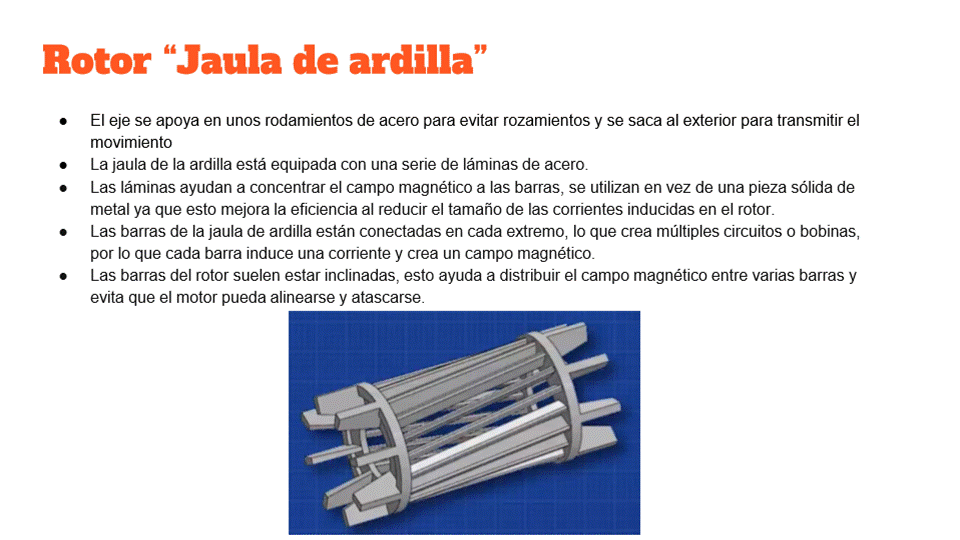 Rotor “Jaula de ardilla”
● El eje se apoya en unos rodamientos de acero para evitar rozamientos y se saca al exterior para transmitir el
movimiento
● La jaula de la ardilla está equipada con una serie de láminas de acero.
● Las láminas ayudan a concentrar el campo magnético a las barras, se utilizan en vez de una pieza sólida de
metal ya que esto mejora la eficiencia al reducir el tamaño de las corrientes inducidas en el rotor.
● Las barras de la jaula de ardilla están conectadas en cada extremo, lo que crea múltiples circuitos o bobinas,
por lo que cada barra induce una corriente y crea un campo magnético.
● Las barras del rotor suelen estar inclinadas, esto ayuda a distribuir el campo magnético entre varias barras y
evita que el motor pueda alinearse y atascarse.